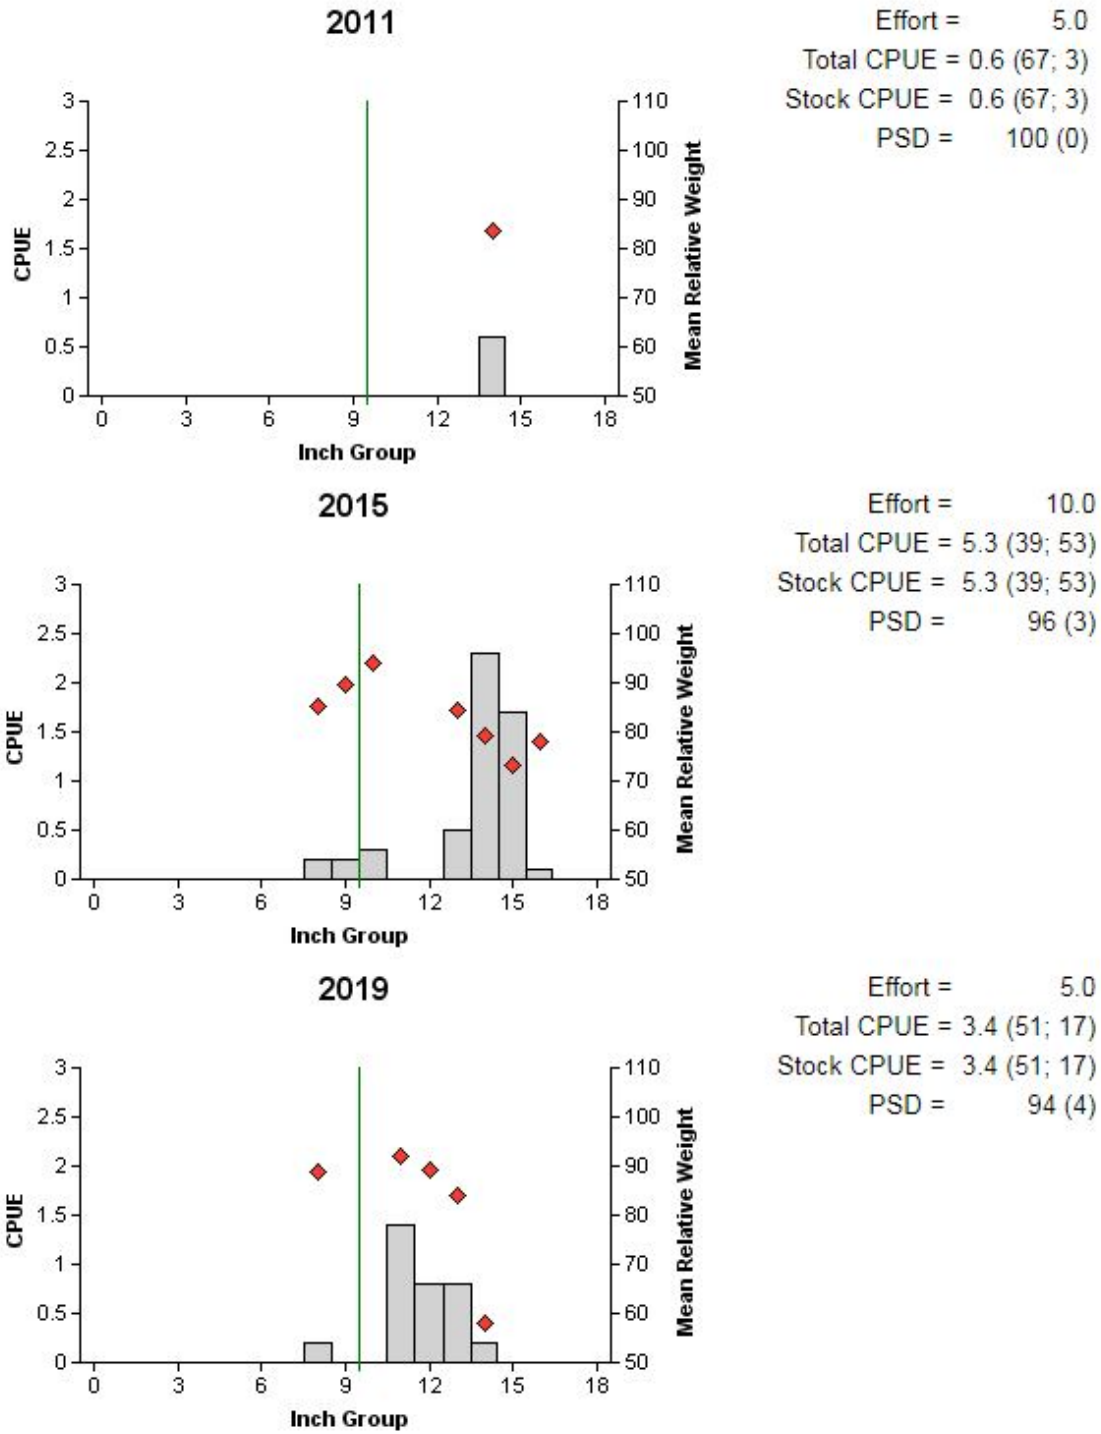 2011
Effort = 5.0
Total CPUE = 0.6 (67; 3)
Stock CPUE = 0.6 (67; 3)
PSD = 100 (0)
3
2.5
2
1.5
1
0.5
0
CPUE
110
100
90
80
70
60
50
Mean Relative Weight
0 3 6 9 12 15 18
Inch Group
2015
Effort = 10.0
Total CPUE = 5.3 (39; 53)
Stock CPUE = 5.3 (39; 53)
PSD = 96 (3)
3
2.5
2
1.5
1
0.5
0
CPUE
110
100
90
80
70
60
50
Mean Relative Weight
0 3 6 9 12 15 18
Inch Group
2019
Effort = 5.0
Total CPUE = 3.4 (51; 17)
Stock CPUE = 3.4 (51; 17)
PSD = 94 (4)
3
2.5
2
1.5
1
0.5
0
CPUE
110
100
90
80
70
60
50
Mean Relative Weight
0 3 6 9 12 15 18
Inch Group